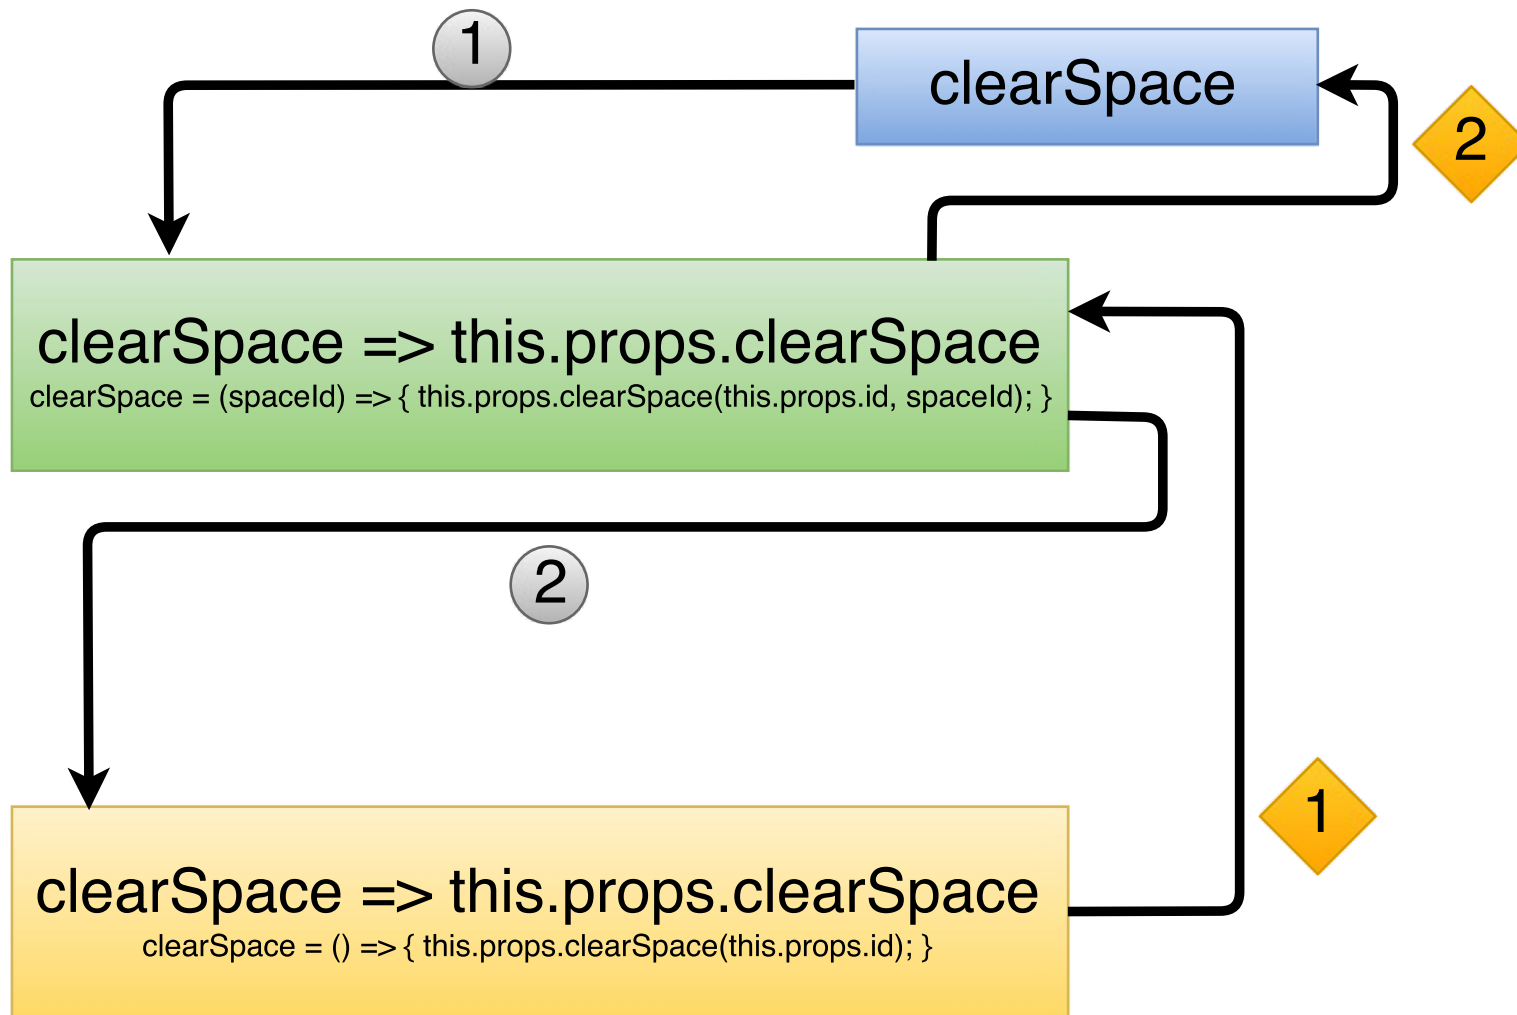 1
clearSpace
2
clearSpace => this.props.clearSpace
clearSpace = (spaceId) => { this.props.clearSpace(this.props.id, spaceId); }
2
1
clearSpace => this.props.clearSpace
clearSpace = () => { this.props.clearSpace(this.props.id); }